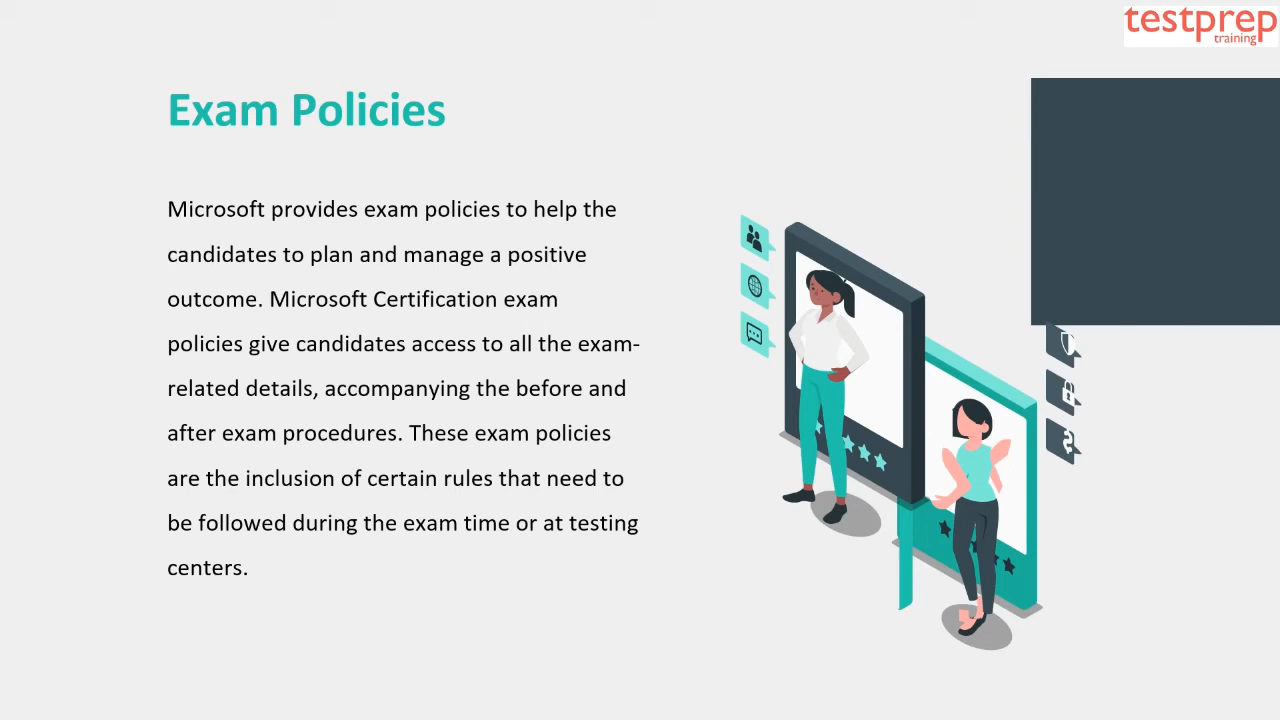 testprep
training
Exam Policies
Microsoft provides exam policies to help the
candidates to plan and manage a positive
outcome. Microsoft Certification exam
policies give candidates access to all the exam-
related details, accompanying the before and
after exam procedures. These exam policies
are the inclusion of certain rules that need to
be followed during the exam time or at testing
centers.